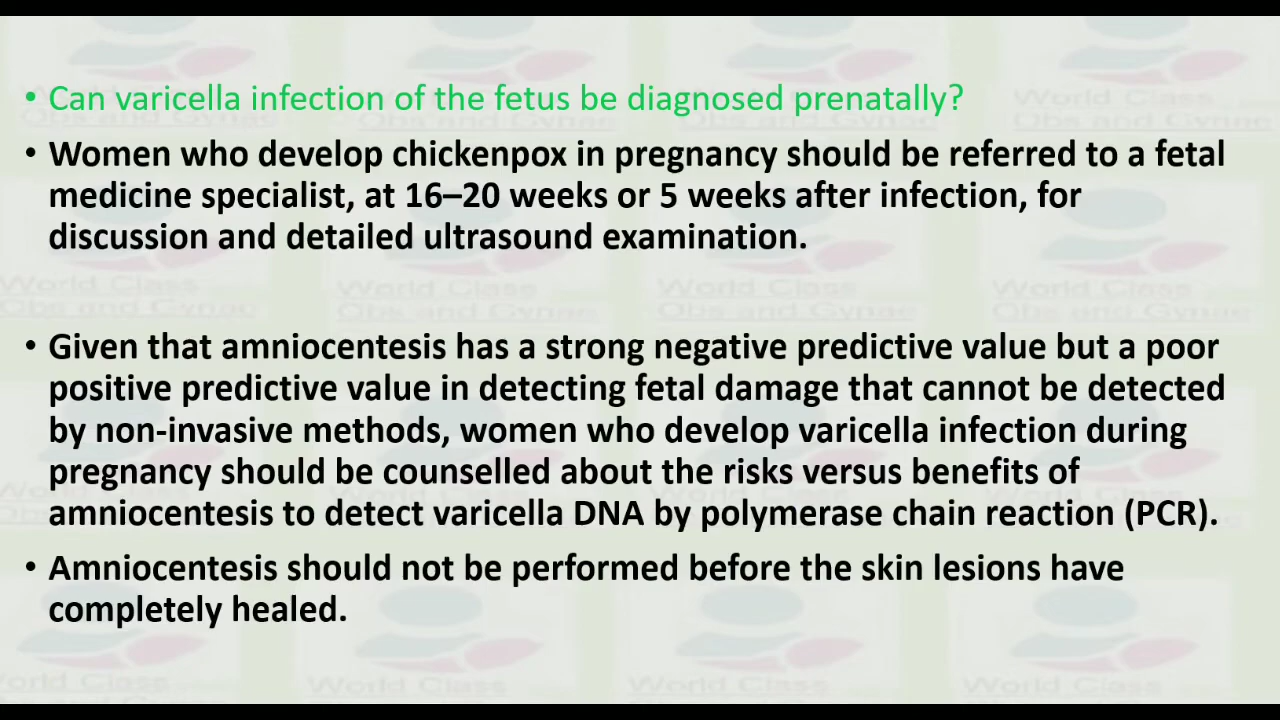 • Can varicella infection of the fetus be diagnosed prenatally?
• Women who develop chickenpox in pregnancy should be referred to a fetal
medicine specialist, at 16–20 weeks or 5 weeks after infection, for
discussion and detailed ultrasound examination.
• Given that amniocentesis has a strong negative predictive value but a poor
positive predictive value in detecting fetal damage that cannot be detected
by non-invasive methods, women who develop varicella infection during
pregnancy should be counselled about the risks versus benefits of
amniocentesis to detect varicella DNA by polymerase chain reaction (PCR).
• Amniocentesis should not be performed before the skin lesions have
completely healed.
World Class
Obs and Gynae